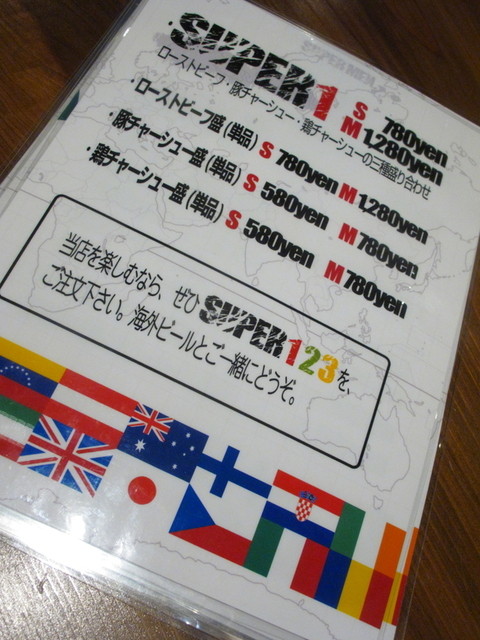 ・SUPER1 S 780yen M 1,280yen
ローストビーフ・豚チャーシュー・鶏チャーシューの三種盛り合わせ
・ローストビーフ盛(単品) S 780yen M 1,280yen
・豚チャーシュー盛(単品) S 580yen M 780yen
・鶏チャーシュー盛(単品) S 580yen M 780yen
当店を楽しむなら、ぜひSUPER123を、
ご注文下さい。海外ビールとご一緒にどうぞ。